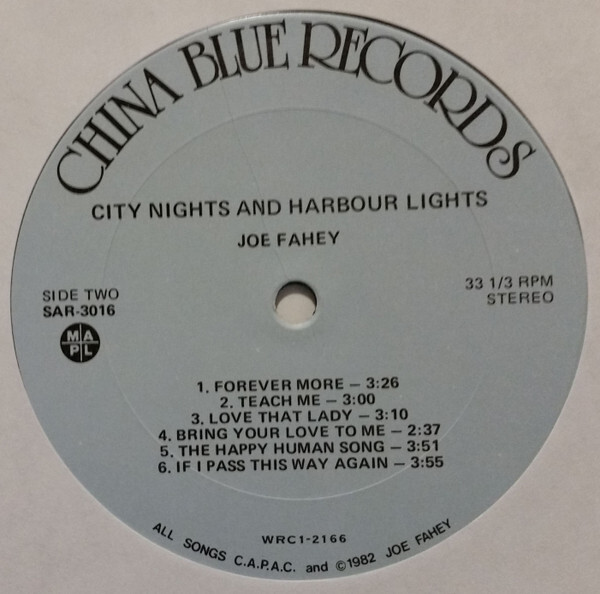 CHINA BLUE RECORDS
CITY NIGHTS AND HARBOUR LIGHTS
JOE FAHEY
SIDE TWO
SAR-3016
M A
P L
33 1/3 RPM
STEREO
1. FOREVER MORE — 3:26
2. TEACH ME — 3:00
3. LOVE THAT LADY — 3:10
4. BRING YOUR LOVE TO ME — 2:37
5. THE HAPPY HUMAN SONG — 3:51
6. IF I PASS THIS WAY AGAIN — 3:55
WRC1-2166
ALL SONGS C.A.P.A.C. and ©1982 JOE FAHEY